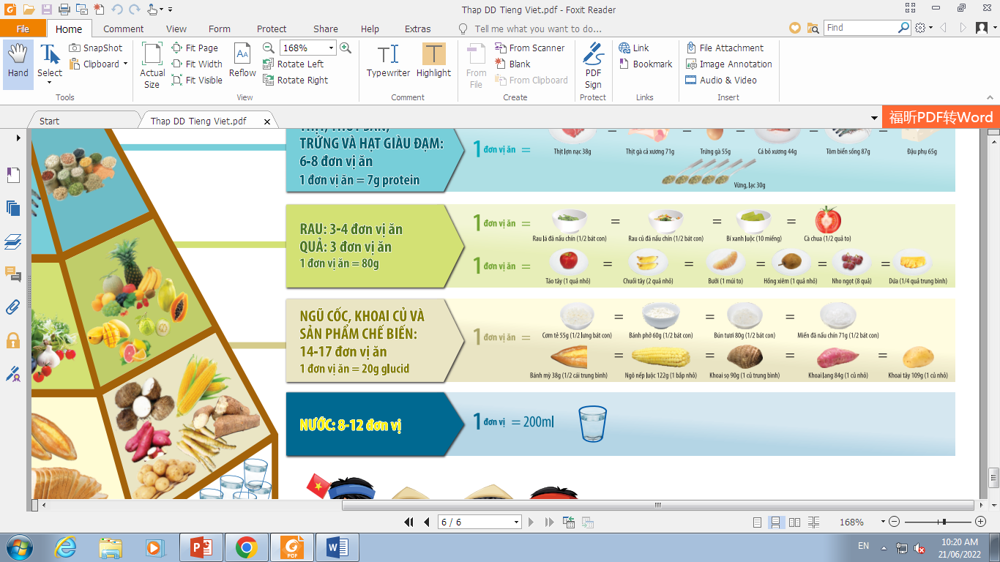 Thap DD Tieng Viet.pdf - Foxit Reader
File Home Comment View Form Protect Share Help Extras Tell me what you want to do... Find
Hand
Select
SnapShot
Clipboard
Tools
Actual Size
Fit Page
Fit Width
Fit Visible
Reflow
168%
Rotate Left
Rotate Right
View
Typewriter
Highlight
Comment
From File
From Scanner
Blank
From Clipboard
Create
PDF Sign
Protect
Link
Bookmark
Links
File Attachment
Image Annotation
Audio & Video
Insert
Start
Thap DD Tieng Viet.pdf
福昕PDF转Word
TRỨNG VÀ HẠT GIÀU ĐẠM:
6-8 đơn vị ăn
1 đơn vị ăn = 7g protein
1 đơn vị ăn = = = = = =
Thịt lợn nạc 38g Thịt gà cả xương 71g Trứng gà 55g Cá bỏ xương 44g Tôm biển sống 87g Đậu phụ 65g
Vừng, lạc 30g
RAU: 3-4 đơn vị ăn
QUẢ: 3 đơn vị ăn
1 đơn vị ăn = 80g
1 đơn vị ăn = = = =
Rau lá đã nấu chín (1/2 bát con) Rau củ đã nấu chín (1/2 bát con) Bí xanh luộc (10 miếng) Cà chua (1/2 quả to)
1 đơn vị ăn = = = = = =
Táo tây (1 quả nhỏ) Chuối tây (2 quả nhỏ) Bưởi (1 múi to) Hồng xiêm (1 quả nhỏ) Nho ngọt (8 quả) Dứa (1/4 quả trung bình)
NGŨ CỐC, KHOAI CỦ VÀ
SẢN PHẨM CHẾ BIẾN:
14-17 đơn vị ăn
1 đơn vị ăn = 20g glucid
1 đơn vị ăn = = = =
Cơm tẻ 55g (1/2 lưng bát con) Bánh phở 60g (1/2 bát con) Bún tươi 80g (1/2 bát con) Miến đã nấu chín 71g (1/2 bát con)
= = = =
Bánh mỳ 38g (1/2 cái trung bình) Ngô nếp luộc 122g (1 bắp nhỏ) Khoai sọ 90g (1 củ trung bình) Khoai lang 84g (1 củ nhỏ) Khoai tây 109g (1 củ nhỏ)
NƯỚC: 8-12 đơn vị
1 đơn vị = 200ml
6 / 6
168%
EN
10:20 AM
21/06/2022